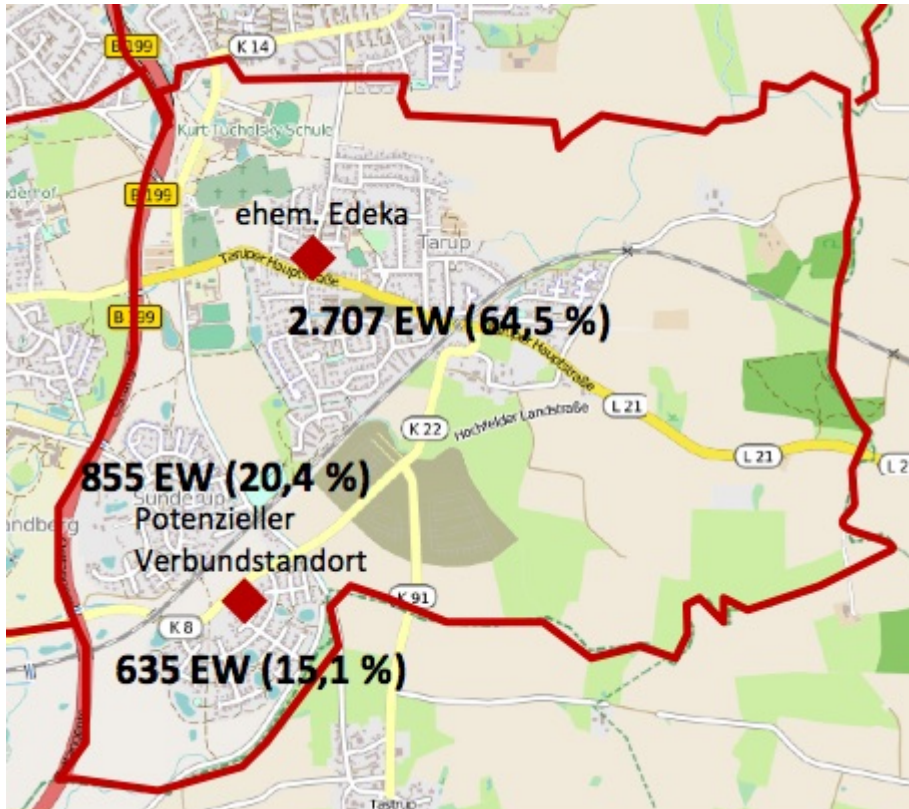 B 199
K 14
Kurt-Tucholsky-Schule
B 199
ehem. Edeka
Tarup
Taruper Hauptstraße
B 199
2.707 EW (64,5 %)
Taruper Hauptstraße
L 21
K 22
Hochfelder Landstraße
L 21
L 2
855 EW (20,4 %)
Sünderup
Potenzieller
Verbundstandort
K 91
K 8
635 EW (15,1 %)
Tastrup